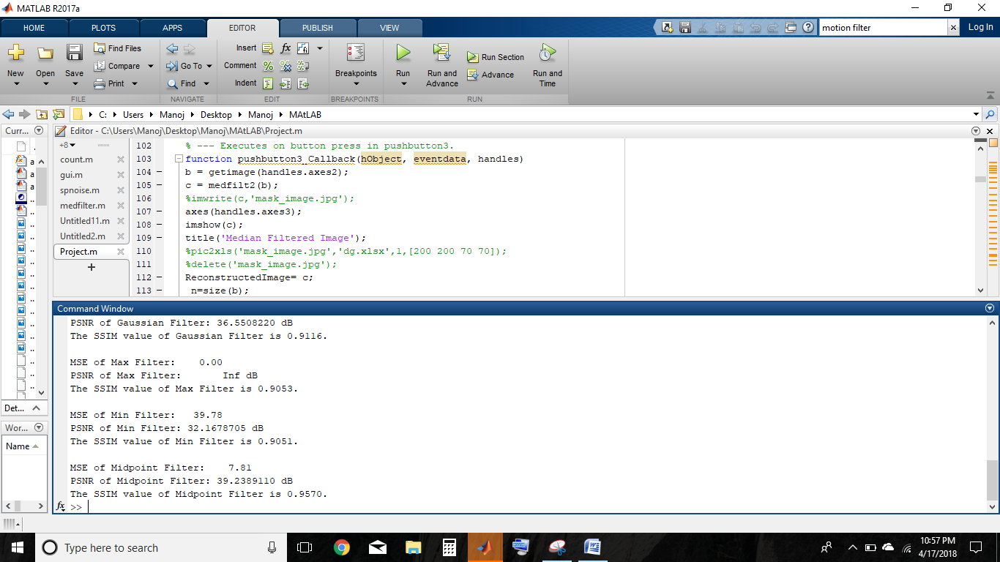 MATLAB R2017a
HOME PLOTS APPS EDITOR PUBLISH VIEW motion filter Log In
New Open Save Find Files Compare Print Go To Find Insert Comment Indent Breakpoints Run Run and Advance Run Section Advance Run and Time
FILE NAVIGATE EDIT BREAKPOINTS RUN
C: Users Manoj Desktop Manoj MAtLAB
Curr... Editor - C:\Users\Manoj\Desktop\Manoj\MAtLAB\Project.m
+8
count.m
gui.m
spnoise.m
medfilter.m
Untitled11.m
Untitled2.m
Project.m
102 % --- Executes on button press in pushbutton3.
103 function pushbutton3_Callback(hObject, eventdata, handles)
104 – b = getimage(handles.axes2);
105 – c = medfilt2(b);
106 %imwrite(c,'mask_image.jpg');
107 – axes(handles.axes3);
108 – imshow(c);
109 – title('Median Filtered Image');
110 %pic2xls('mask_image.jpg','dg.xlsx',1,[200 200 70 70]);
111 %delete('mask_image.jpg');
112 – ReconstructedImage= c;
113 – n=size(b);
Command Window
PSNR of Gaussian Filter: 36.5508220 dB
The SSIM value of Gaussian Filter is 0.9116.
MSE of Max Filter: 0.00
PSNR of Max Filter: Inf dB
The SSIM value of Max Filter is 0.9053.
MSE of Min Filter: 39.78
PSNR of Min Filter: 32.1678705 dB
The SSIM value of Min Filter is 0.9051.
MSE of Midpoint Filter: 7.81
PSNR of Midpoint Filter: 39.2389110 dB
The SSIM value of Midpoint Filter is 0.9570.
fx >>
Det...
Wor...
Name
Type here to search
10:57 PM
4/17/2018